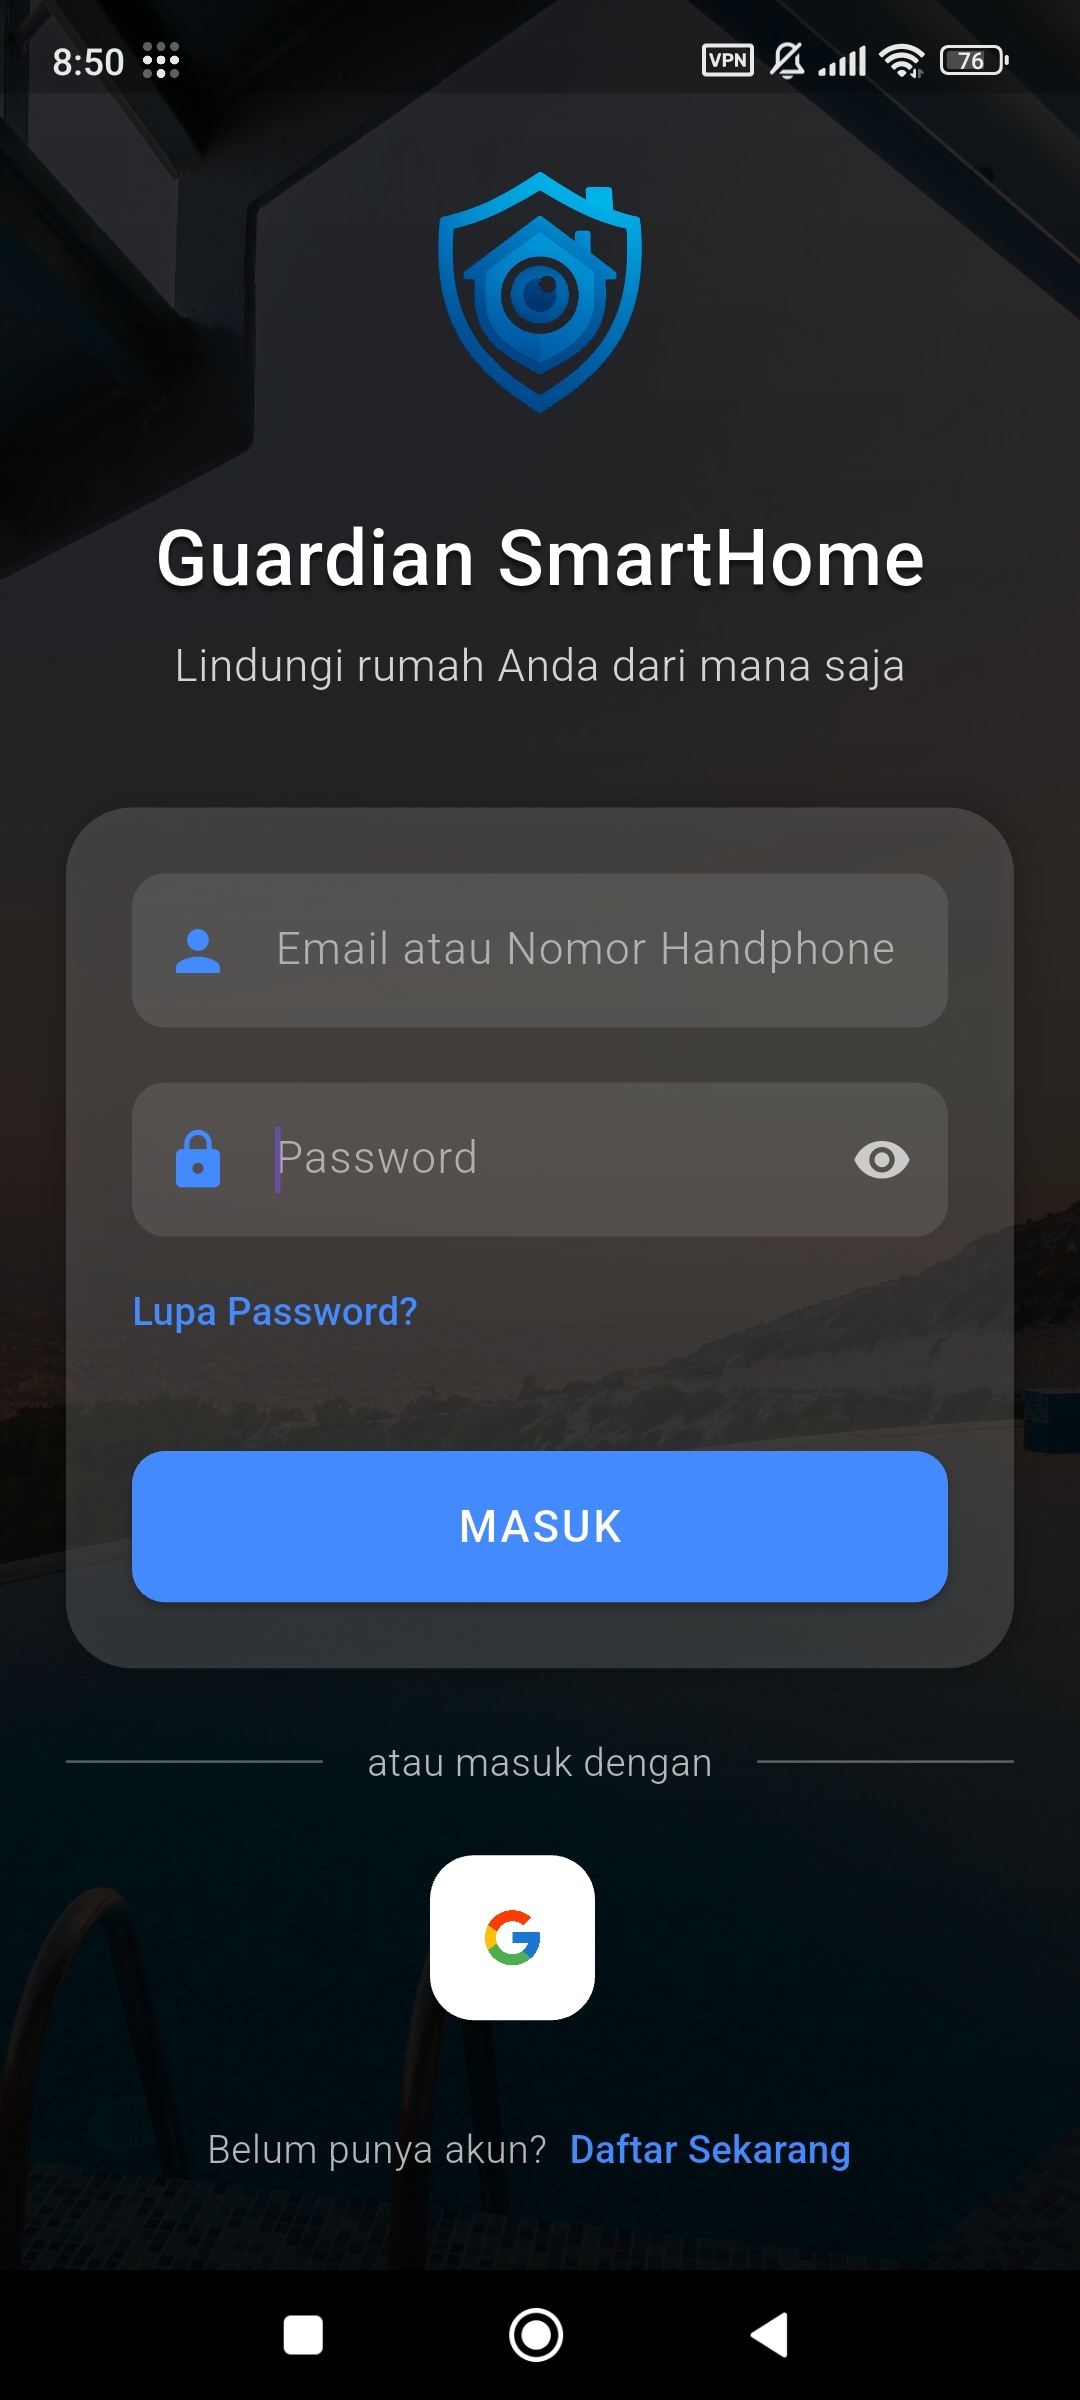 8:50
VPN
76
Guardian SmartHome
Lindungi rumah Anda dari mana saja
Email atau Nomor Handphone
Password
Lupa Password?
MASUK
atau masuk dengan
Belum punya akun? Daftar Sekarang